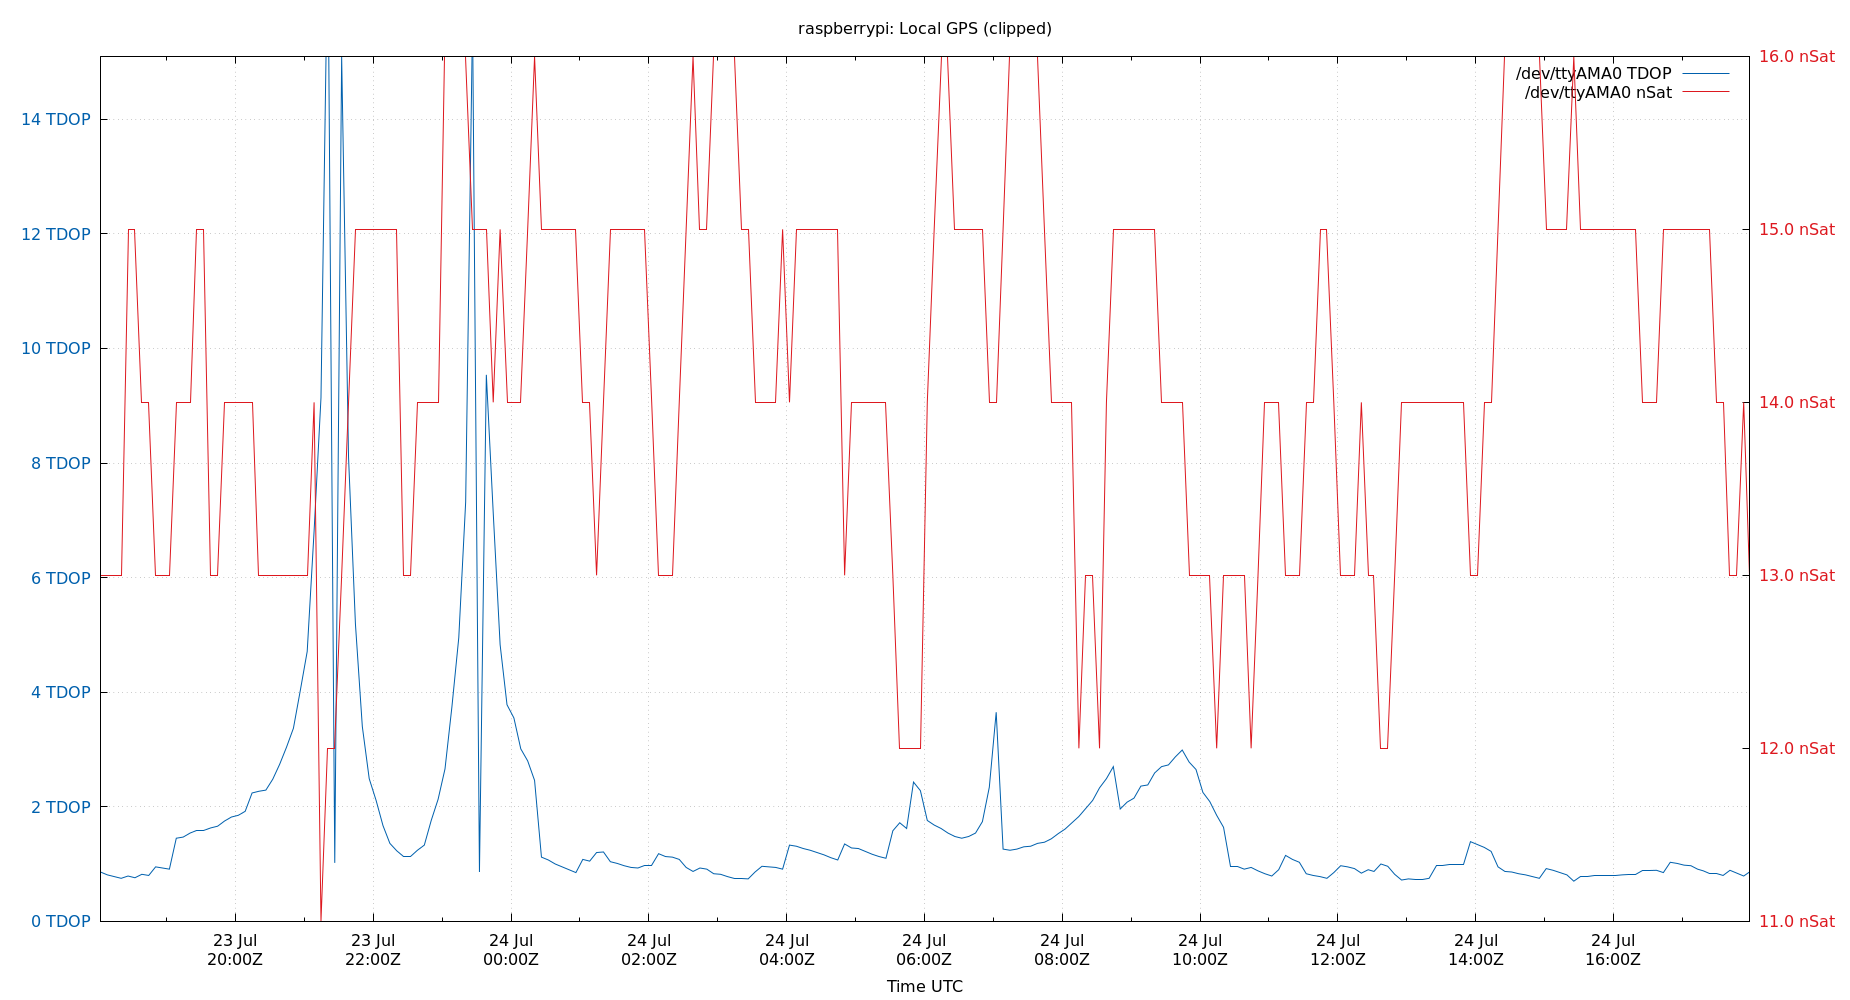 raspberrypi: Local GPS (clipped)
16.0 nSat
/dev/ttyAMA0 TDOP
/dev/ttyAMA0 nSat
14 TDOP
12 TDOP
15.0 nSat
10 TDOP
14.0 nSat
8 TDOP
6 TDOP
13.0 nSat
4 TDOP
12.0 nSat
2 TDOP
0 TDOP
11.0 nSat
23 Jul 23 Jul 24 Jul 24 Jul 24 Jul 24 Jul 24 Jul 24 Jul 24 Jul 24 Jul 24 Jul
20:00Z 22:00Z 00:00Z 02:00Z 04:00Z 06:00Z 08:00Z 10:00Z 12:00Z 14:00Z 16:00Z
Time UTC